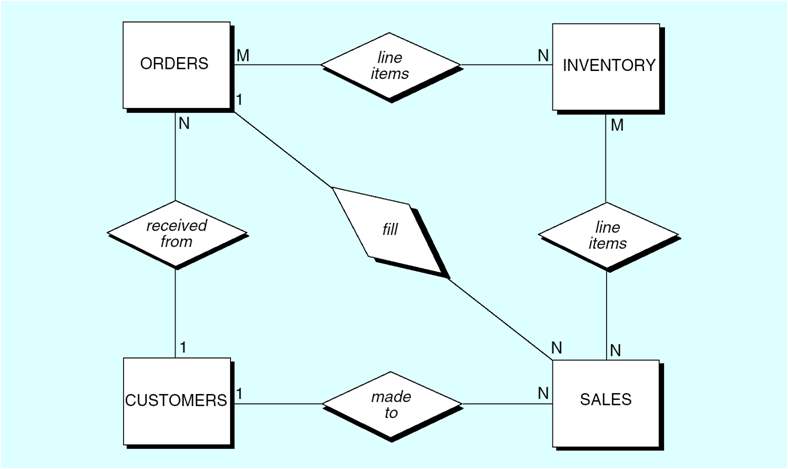 ORDERS
M
line
items
N
INVENTORY
1
N
M
received
from
fill
line
items
1
N
N
CUSTOMERS
1
made
to
N
SALES